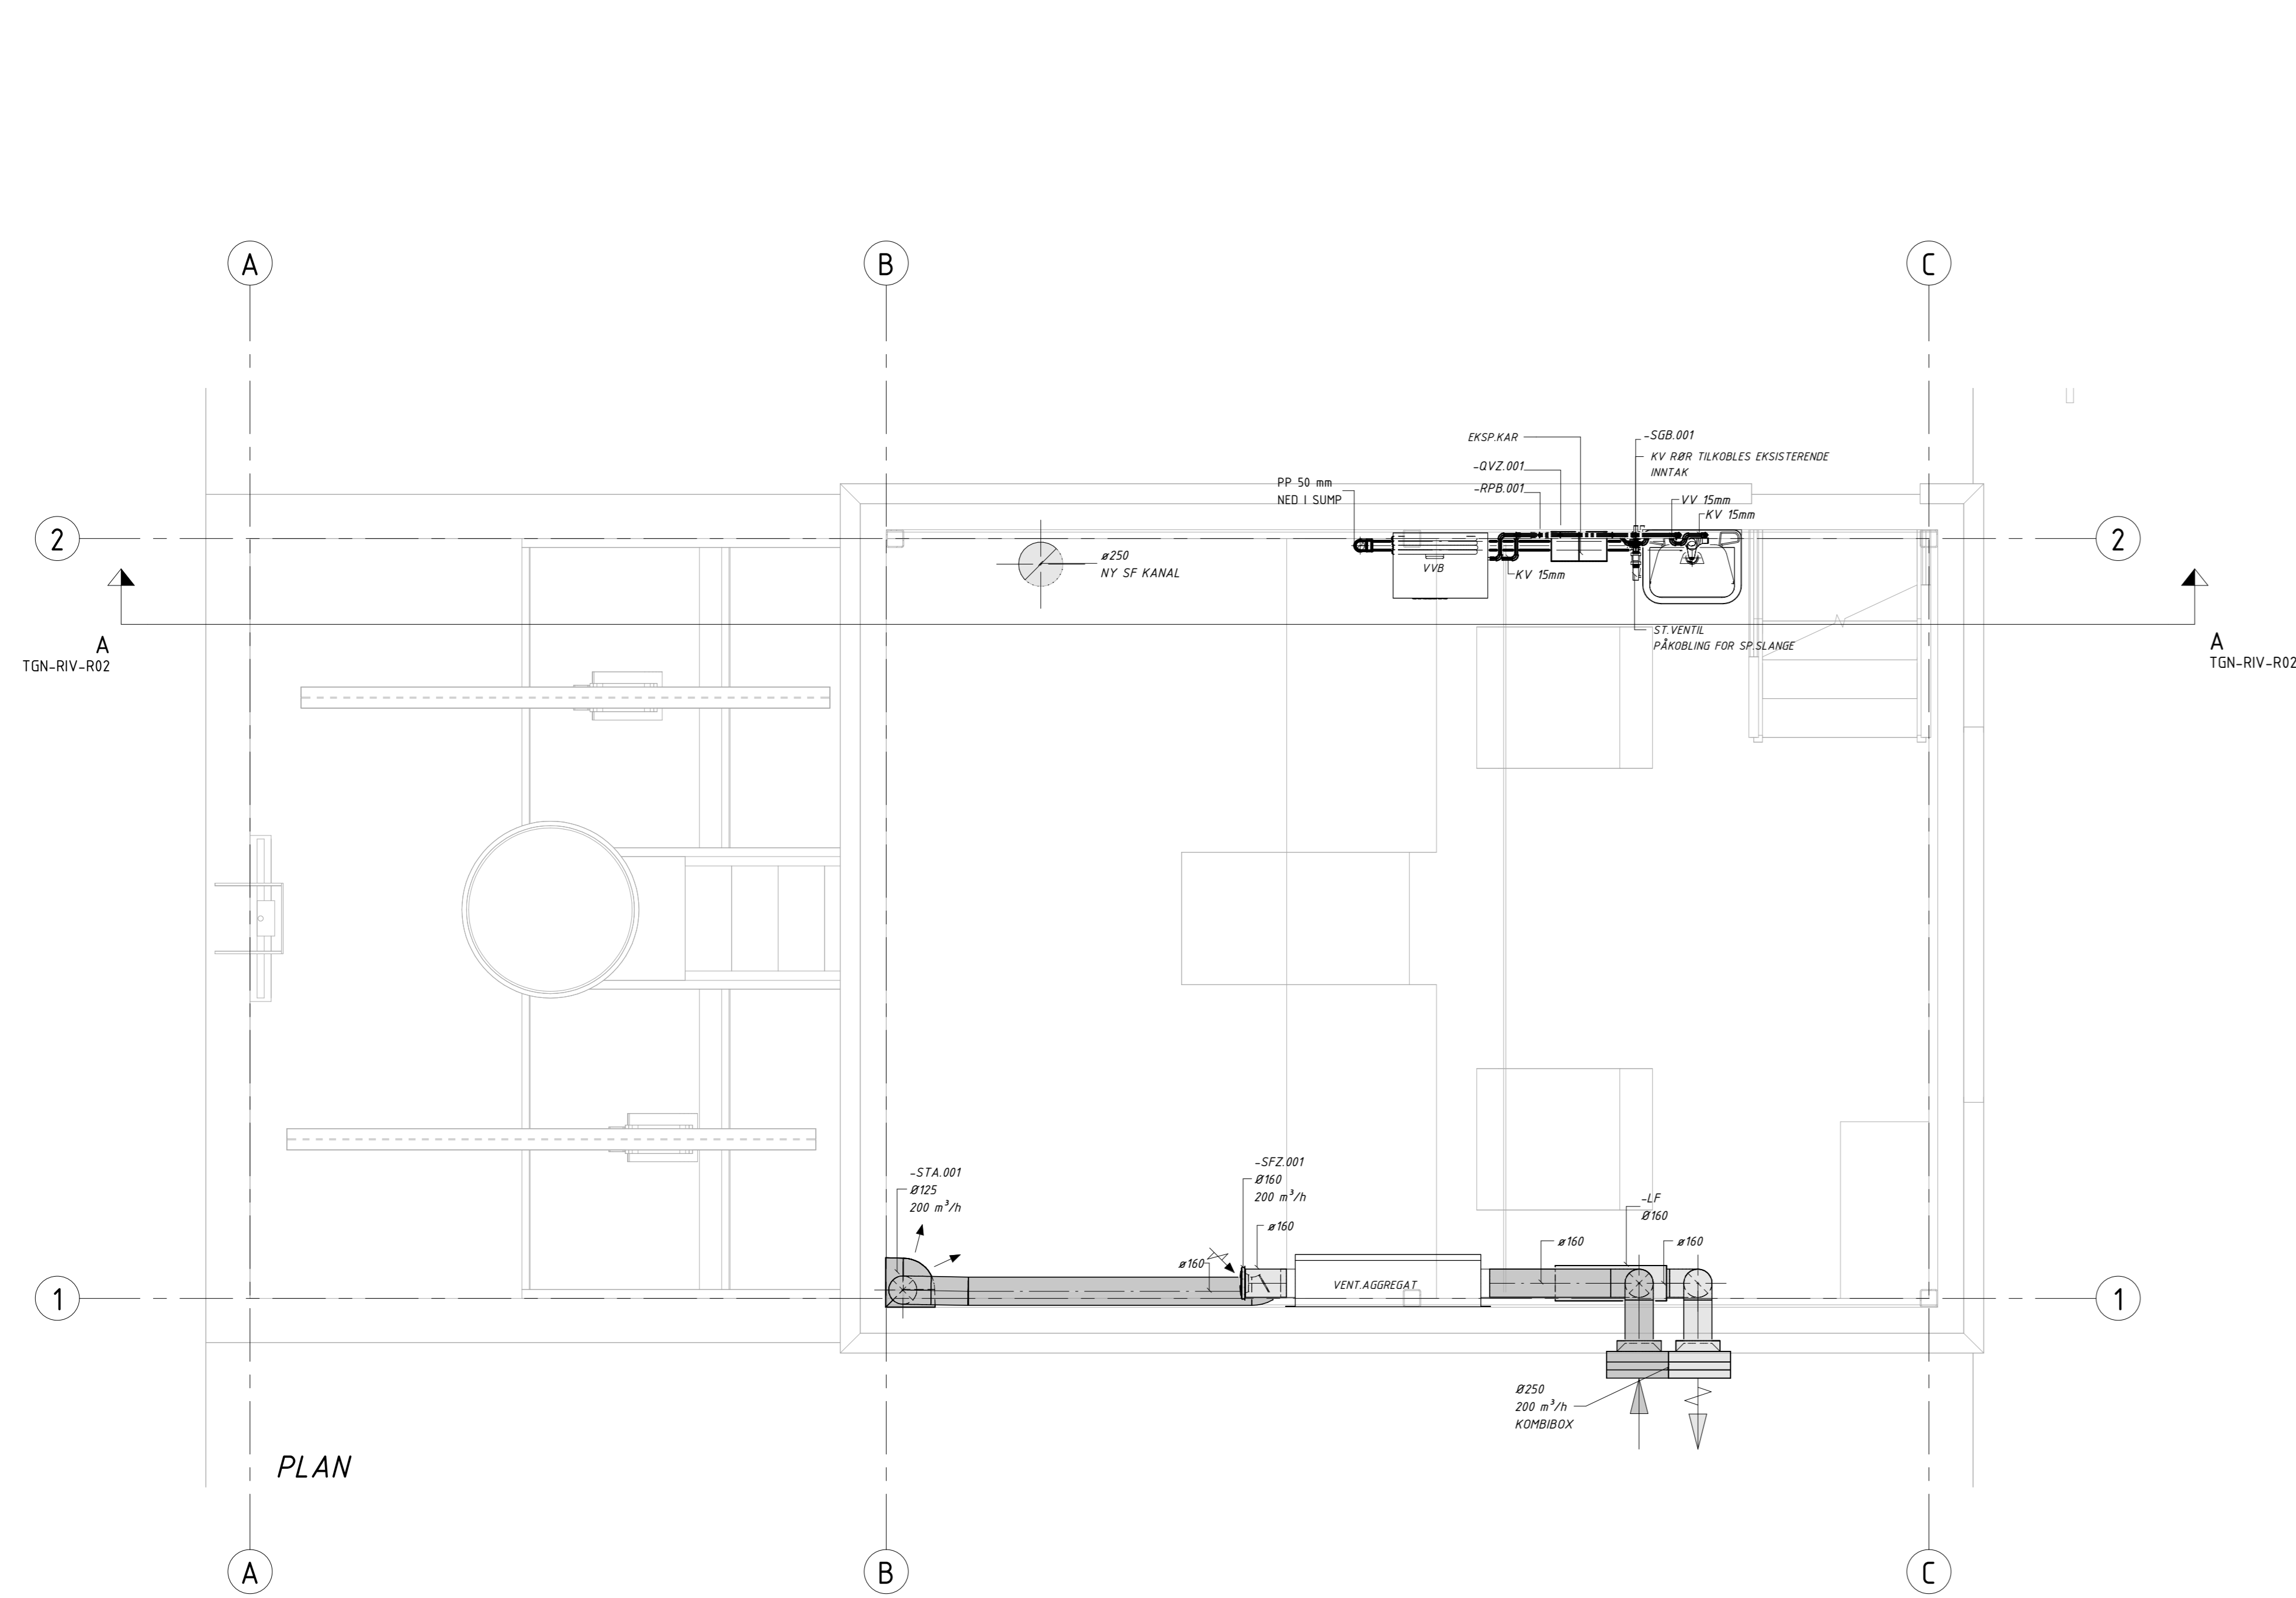 A
B
C
EKSP.KAR
-SGB.001
KV RØR TILKOBLES EKSISTERENDE
INNTAK
-QVZ.001
-RPB.001
PP 50 mm
NED I SUMP
VV 15mm
KV 15mm
2
2
ø250
NY SF KANAL
VVB
KV 15mm
ST.VENTIL
PÅKOBLING FOR SP.SLANGE
A
TGN-RIV-R02
A
TGN-RIV-R02
-STA.001
Ø125
200 m³/h
-SFZ.001
Ø160
200 m³/h
ø160
ø160
-LF
Ø160
ø160
ø160
VENT.AGGREGAT
1
1
Ø250
200 m³/h
KOMBIBOX
PLAN
A
B
C